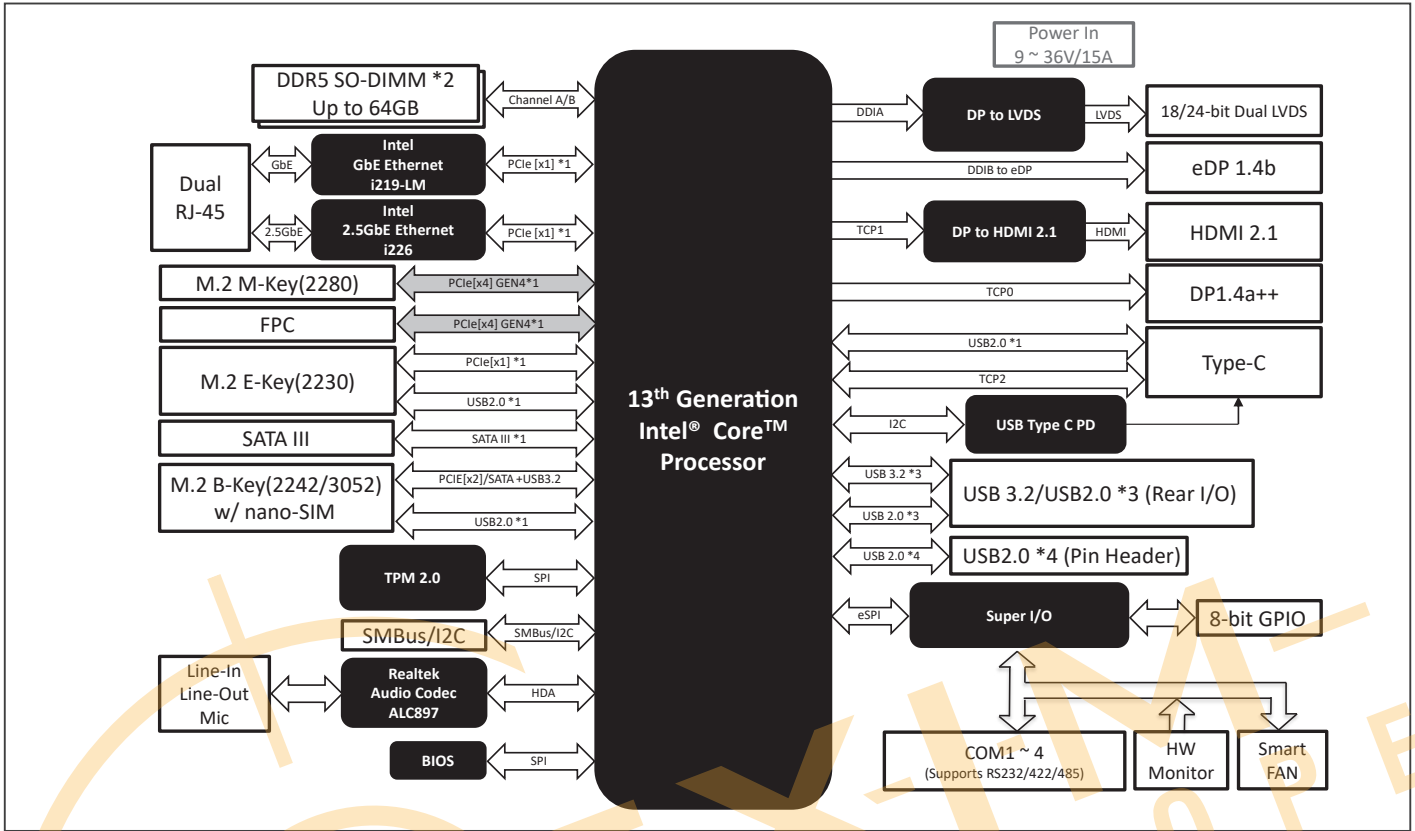 Power In
9 ~ 36V/15A
DDR5 SO-DIMM *2
Up to 64GB
Channel A/B
Dual
RJ-45
GbE
Intel
GbE Ethernet
i219-LM
PCIe [x1] *1
2.5GbE
Intel
2.5GbE Ethernet
i226
PCIe [x1] *1
M.2 M-Key(2280)
PCIe[x4] GEN4*1
FPC
PCIe[x4] GEN4*1
M.2 E-Key(2230)
PCIe[x1] *1
USB2.0 *1
SATA III
SATA III *1
M.2 B-Key(2242/3052)
w/ nano-SIM
PCIE[x2]/SATA +USB3.2
USB2.0 *1
TPM 2.0
SPI
SMBus/I2C
SMBus/I2C
Line-In
Line-Out
Mic
Realtek
Audio Codec
ALC897
HDA
BIOS
SPI
13th Generation
Intel® Core™
Processor
DDIA
DP to LVDS
LVDS
18/24-bit Dual LVDS
DDIB to eDP
eDP 1.4b
TCP1
DP to HDMI 2.1
HDMI
HDMI 2.1
TCP0
DP1.4a++
USB2.0 *1
TCP2
Type-C
I2C
USB Type C PD
USB 3.2 *3
USB 2.0 *3
USB 3.2/USB2.0 *3 (Rear I/O)
USB 2.0 *4
USB2.0 *4 (Pin Header)
eSPI
Super I/O
8-bit GPIO
COM1 ~ 4
(Supports RS232/422/485)
HW
Monitor
Smart
FAN